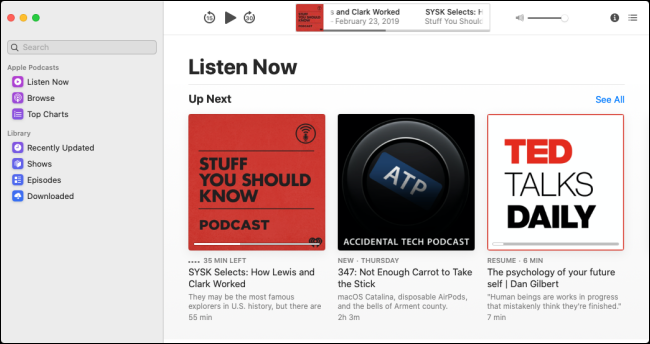 15
30
s and Clark Worked SYSK Selects: H
- February 23, 2019 Stuff You Should
Search
Apple Podcasts
Listen Now
Browse
Top Charts
Library
Recently Updated
Shows
Episodes
Downloaded
Listen Now
Up Next
See All
STUFF
YOU SHOULD
KNOW
PODCAST
ATP
ACCIDENTAL TECH PODCAST
TED
TALKS
DAILY
35 MIN LEFT
SYSK Selects: How Lewis and
Clark Worked
They may be the most famous
explorers in U.S. history, but there are
55 min
NEW · THURSDAY
347: Not Enough Carrot to Take
the Stick
macOS Catalina, disposable AirPods,
and the bells of Arment county.
2h 3m
RESUME · 6 MIN
The psychology of your future
self | Dan Gilbert
"Human beings are works in progress
that mistakenly think they're finished."
7 min